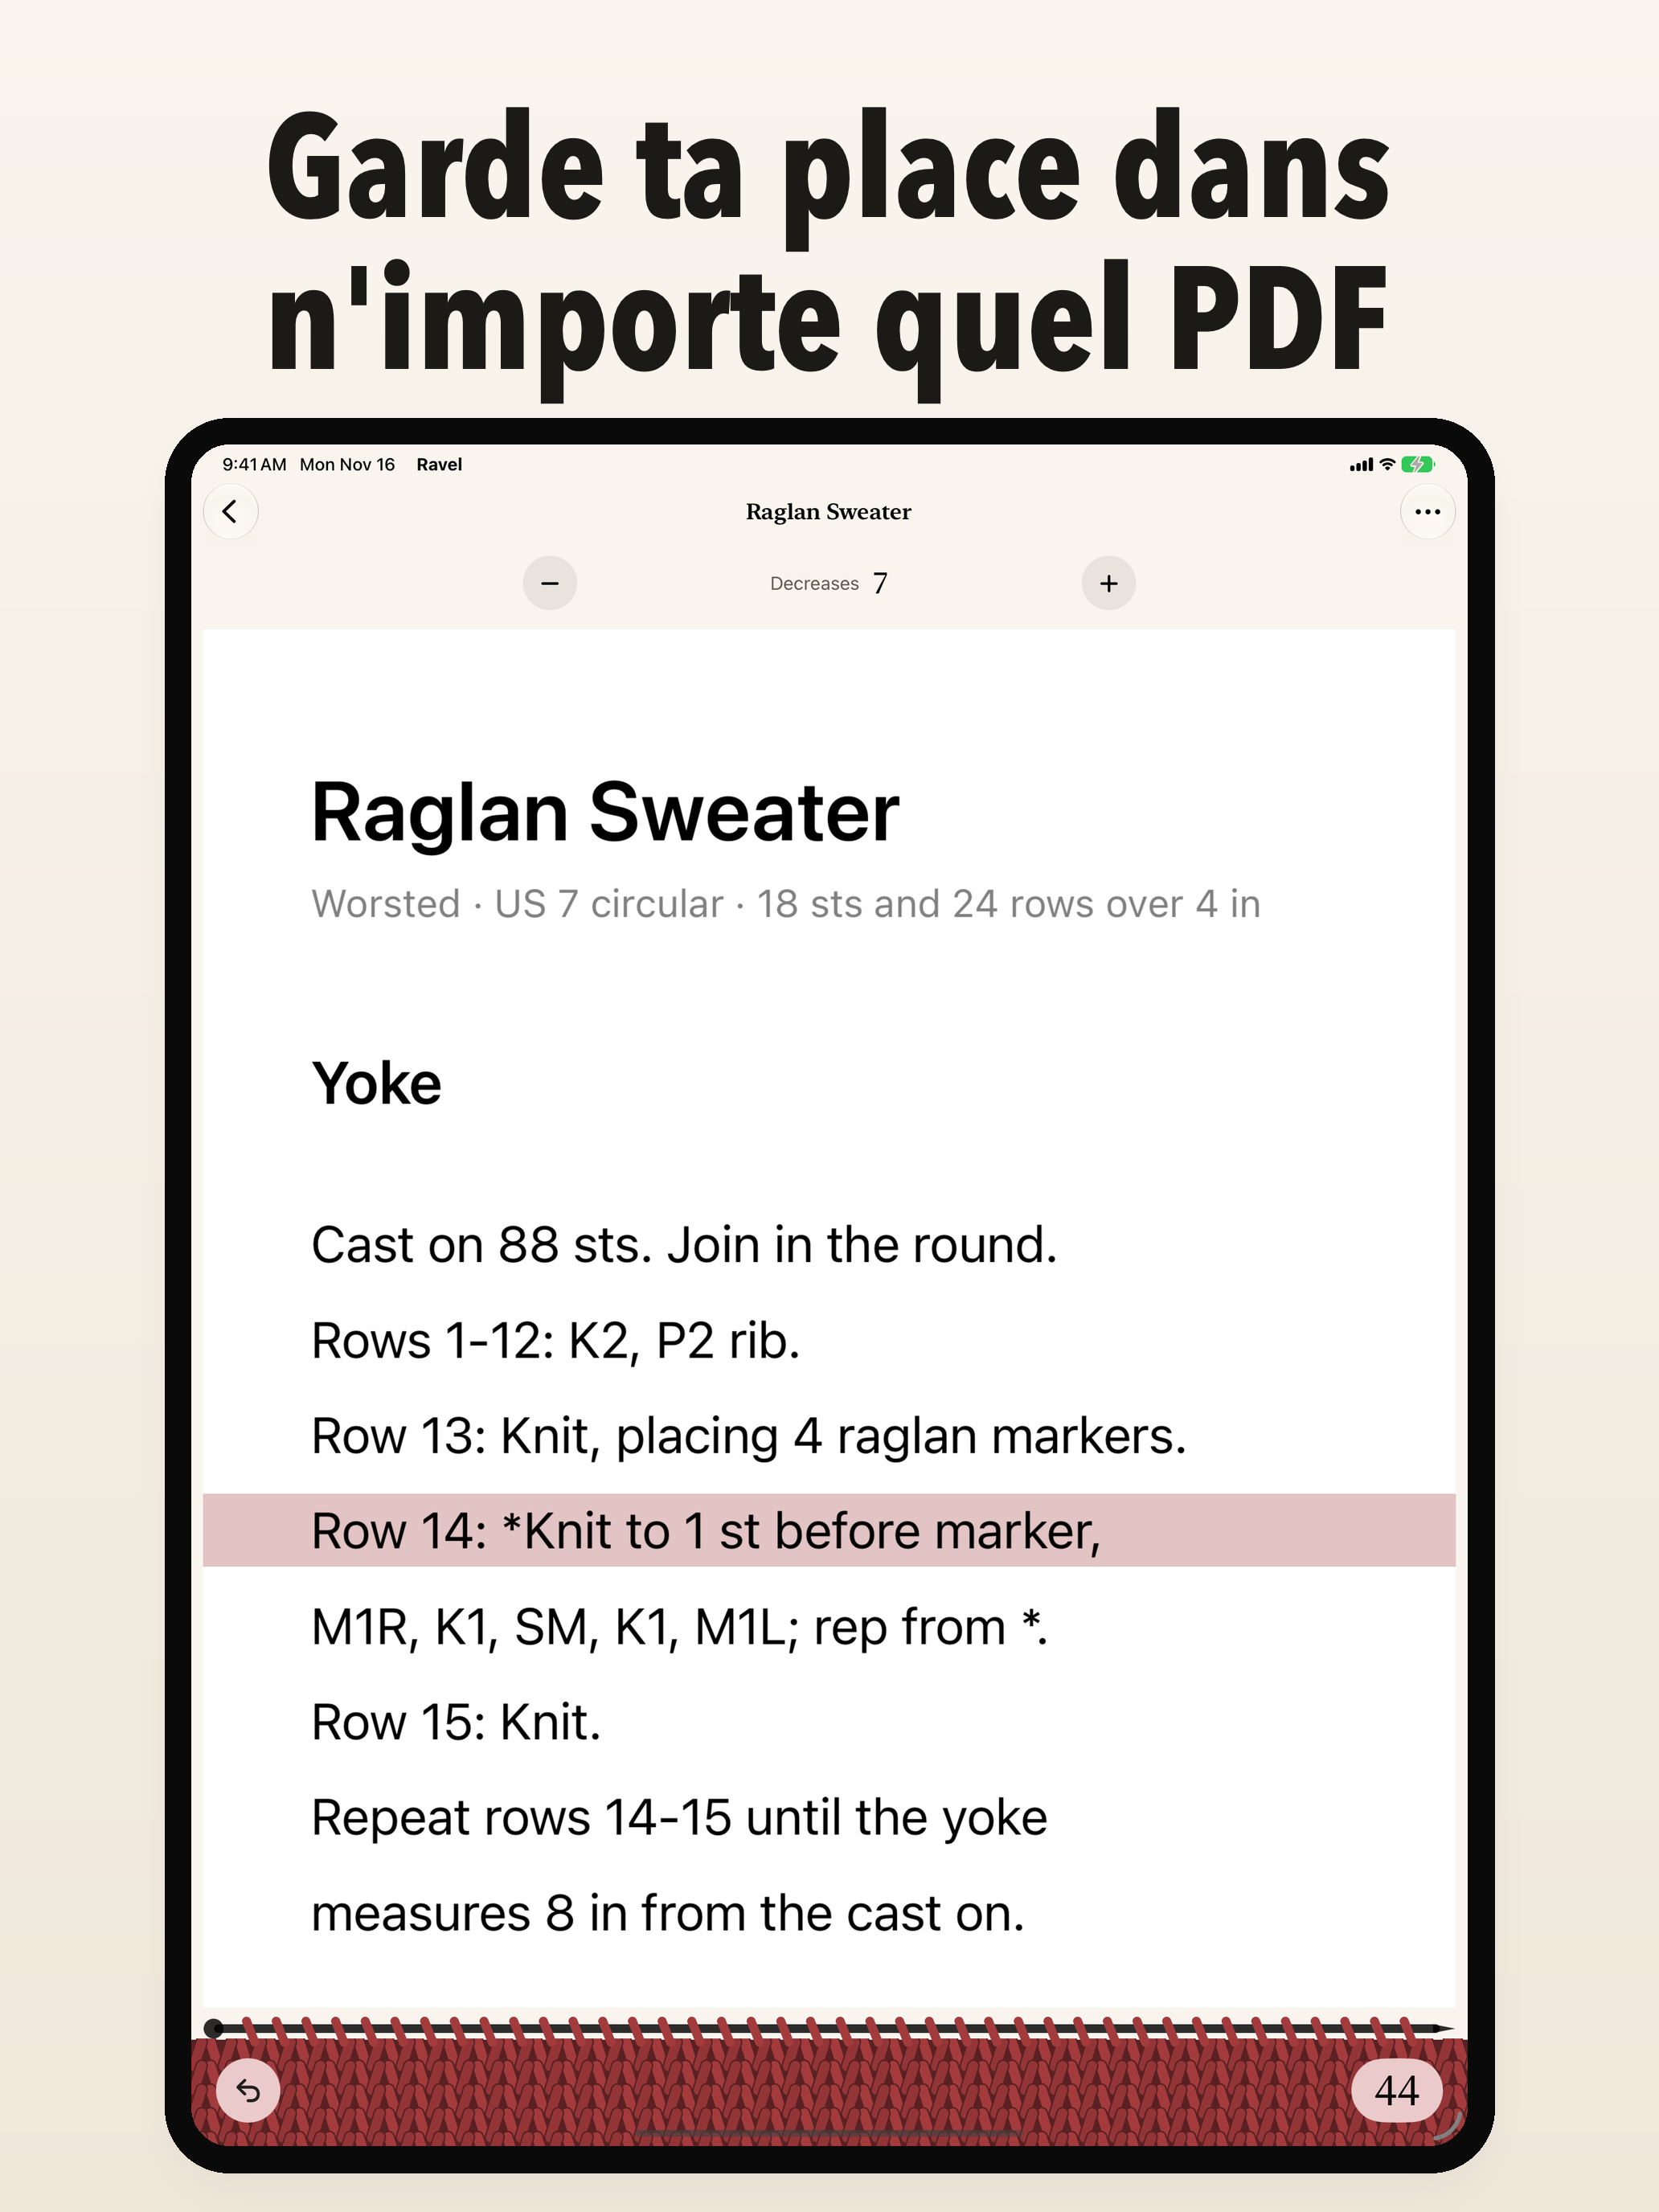 Garde ta place dans
n'importe quel PDF
9:41 AM Mon Nov 16 Ravel
Raglan Sweater
Decreases 7
Raglan Sweater
Worsted · US 7 circular · 18 sts and 24 rows over 4 in
Yoke
Cast on 88 sts. Join in the round.
Rows 1-12: K2, P2 rib.
Row 13: Knit, placing 4 raglan markers.
Row 14: *Knit to 1 st before marker,
M1R, K1, SM, K1, M1L; rep from *.
Row 15: Knit.
Repeat rows 14-15 until the yoke
measures 8 in from the cast on.
44